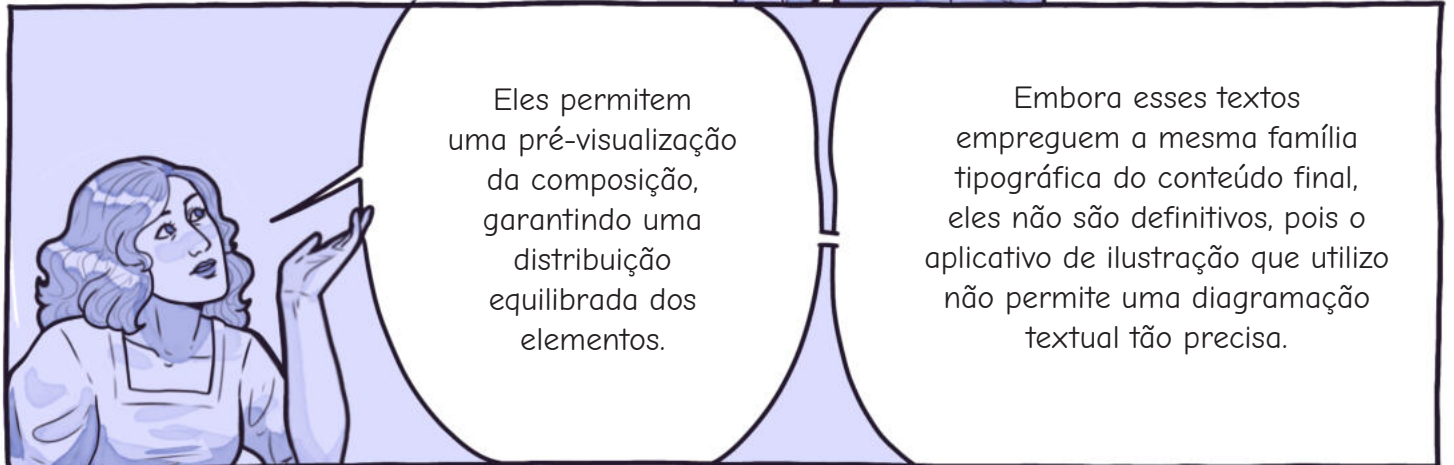 Eles permitem
uma pré-visualização
da composição,
garantindo uma
distribuição
equilibrada dos
elementos.
Embora esses textos
empreguem a mesma família
tipográfica do conteúdo final,
eles não são definitivos, pois o
aplicativo de ilustração que utilizo
não permite uma diagramação
textual tão precisa.